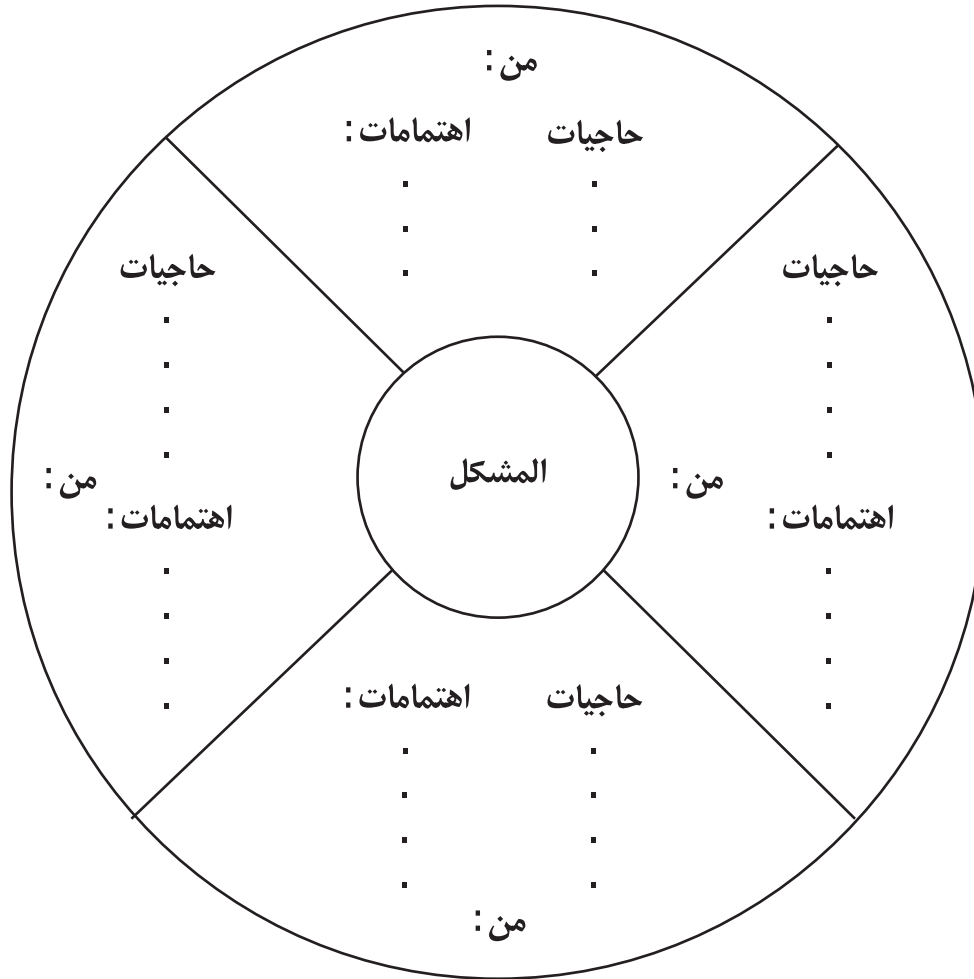 من :
حاجيات اهتمامات :
حاجيات
من :
اهتمامات :
المشكل
حاجيات
من :
اهتمامات :
حاجيات اهتمامات :
من :